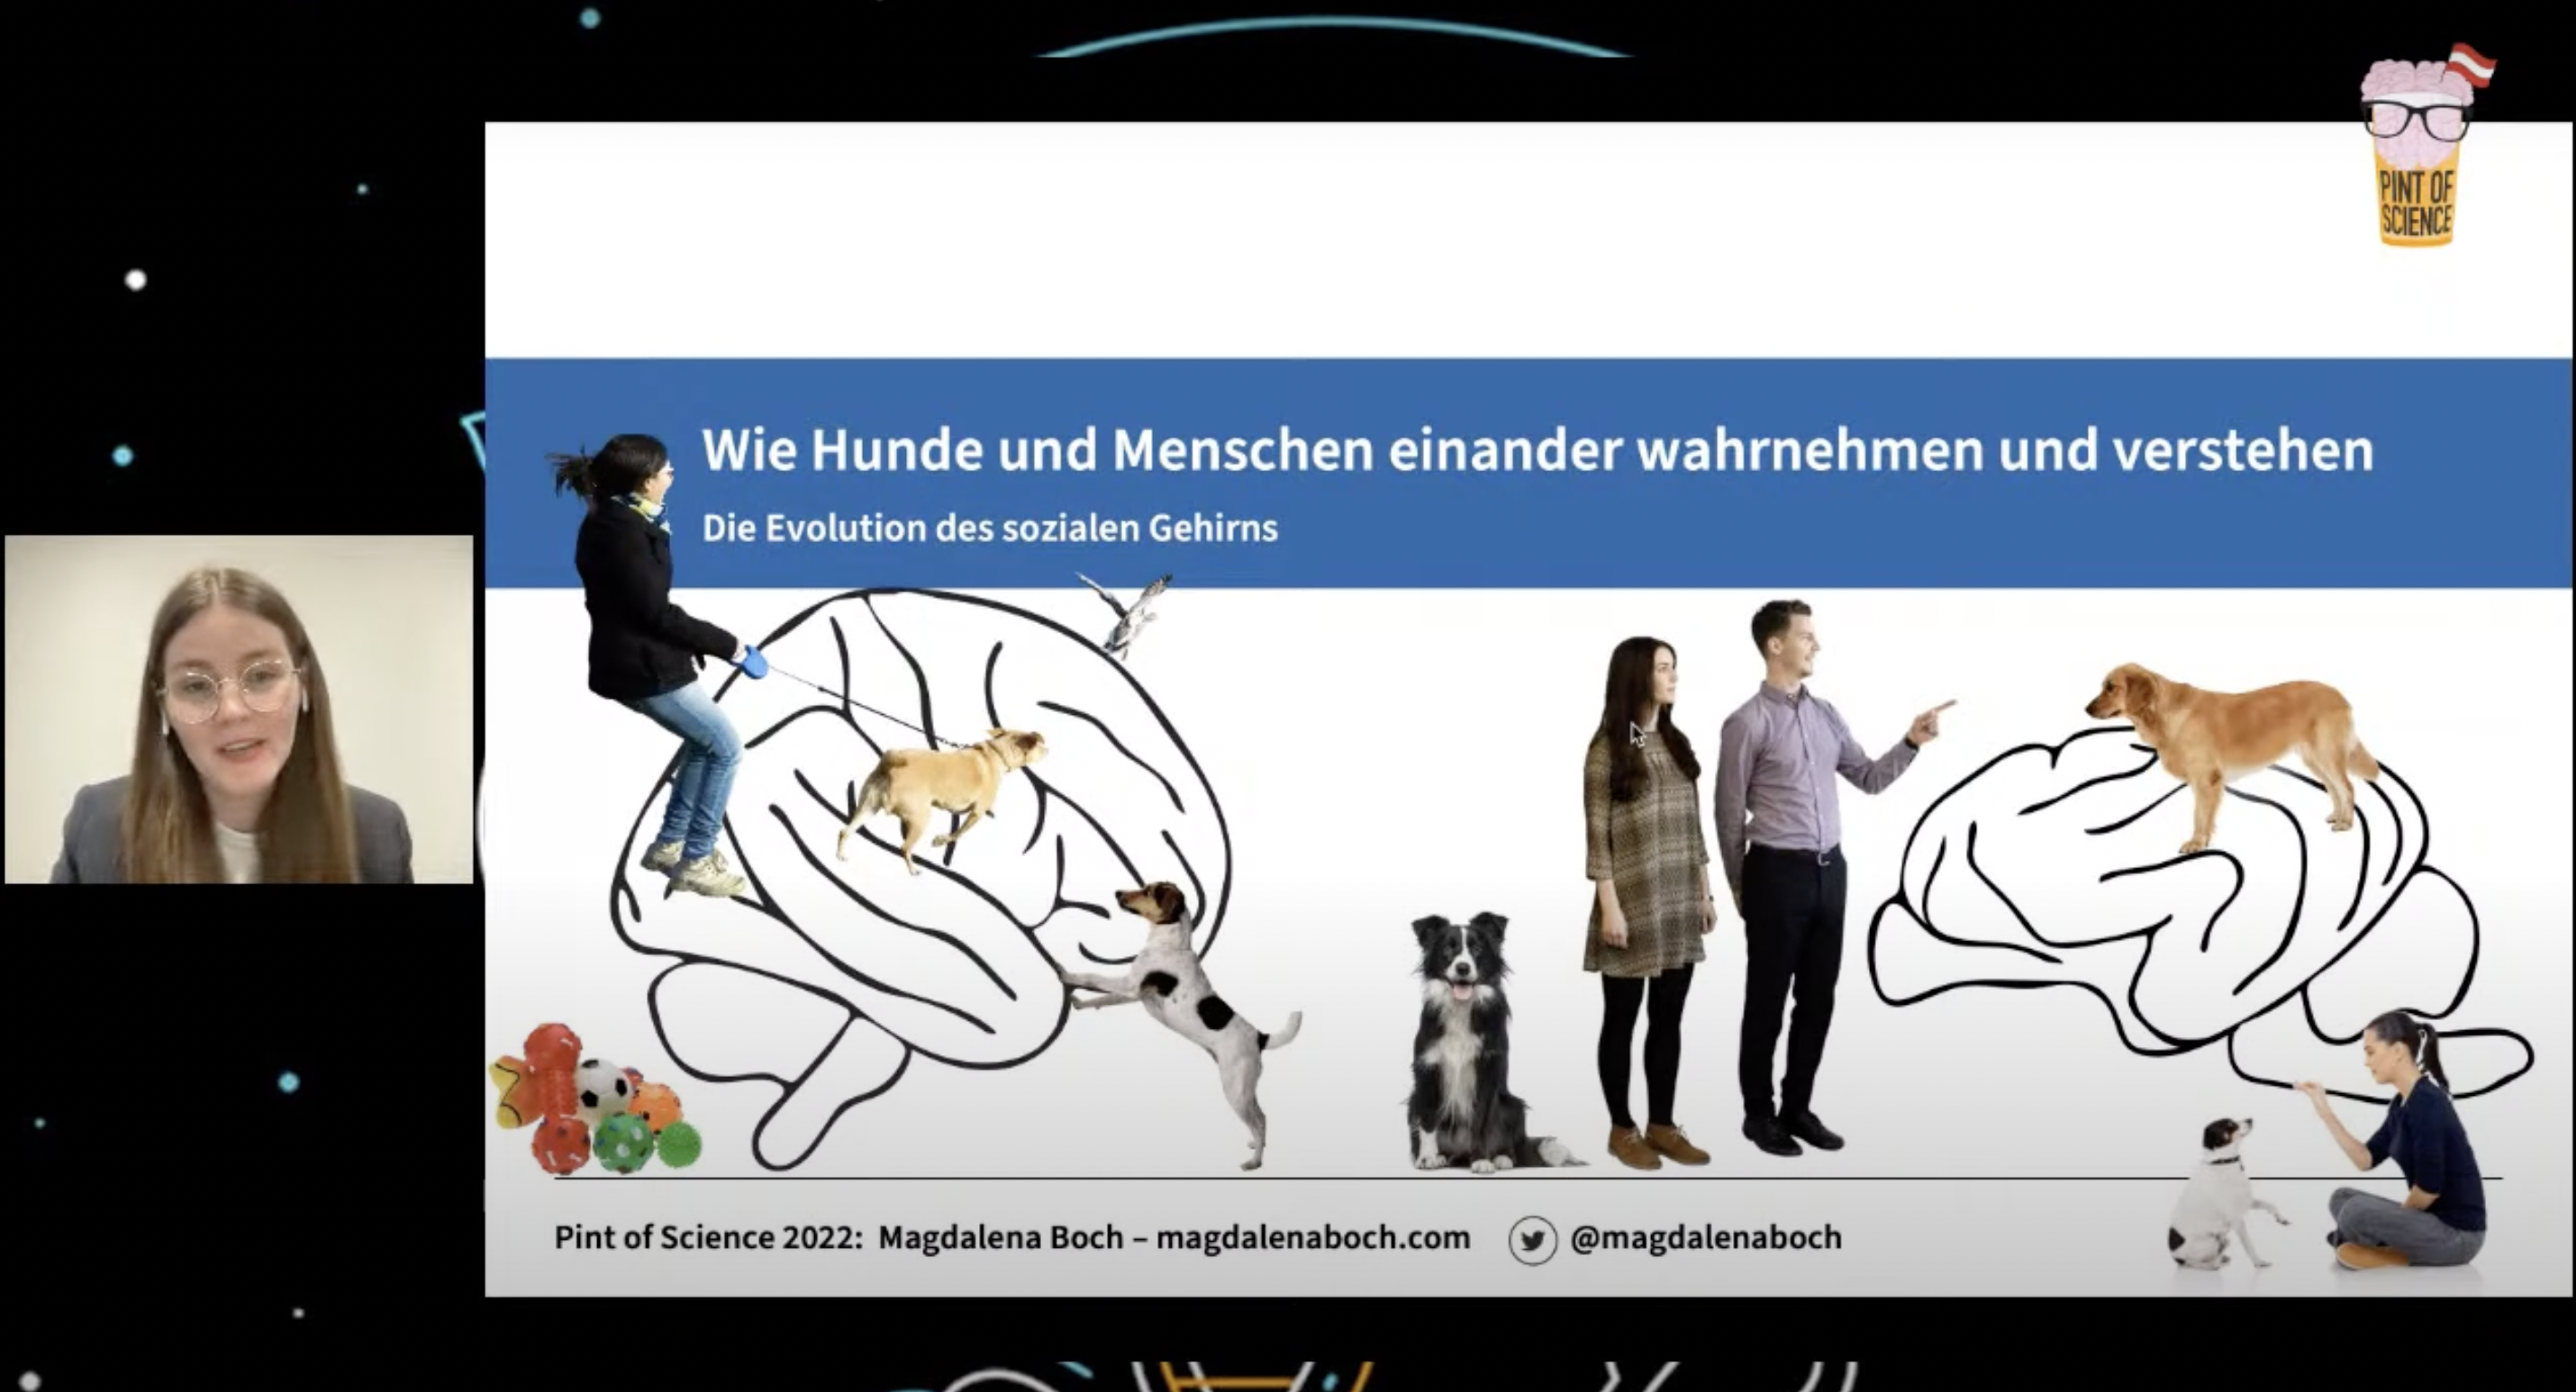 PINT OF
SCIENCE
Wie Hunde und Menschen einander wahrnehmen und verstehen
Die Evolution des sozialen Gehirns
Pint of Science 2022: Magdalena Boch – magdalenaboch.com @magdalenaboch